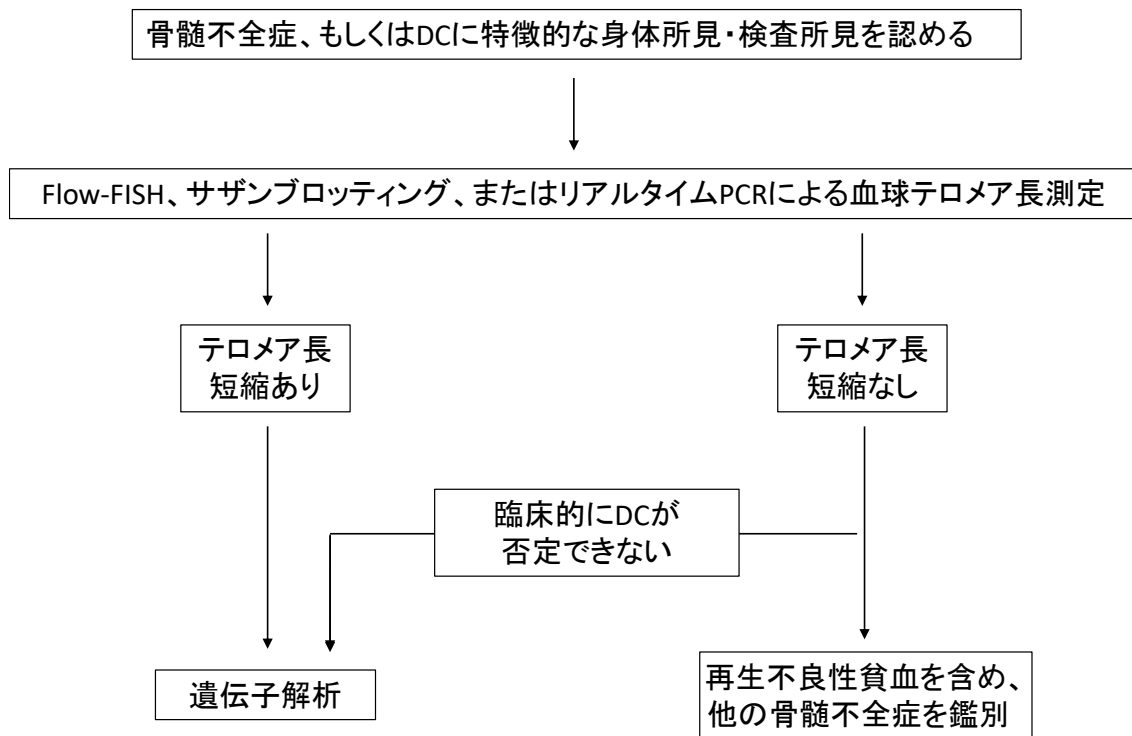 骨髄不全症、もしくはDCに特徴的な身体所見・検査所見を認める
Flow-FISH、サザンブロッティング、またはリアルタイムPCRによる血球テロメア長測定
テロメア長
短縮あり
テロメア長
短縮なし
臨床的にDCが
否定できない
遺伝子解析
再生不良性貧血を含め、
他の骨髄不全症を鑑別